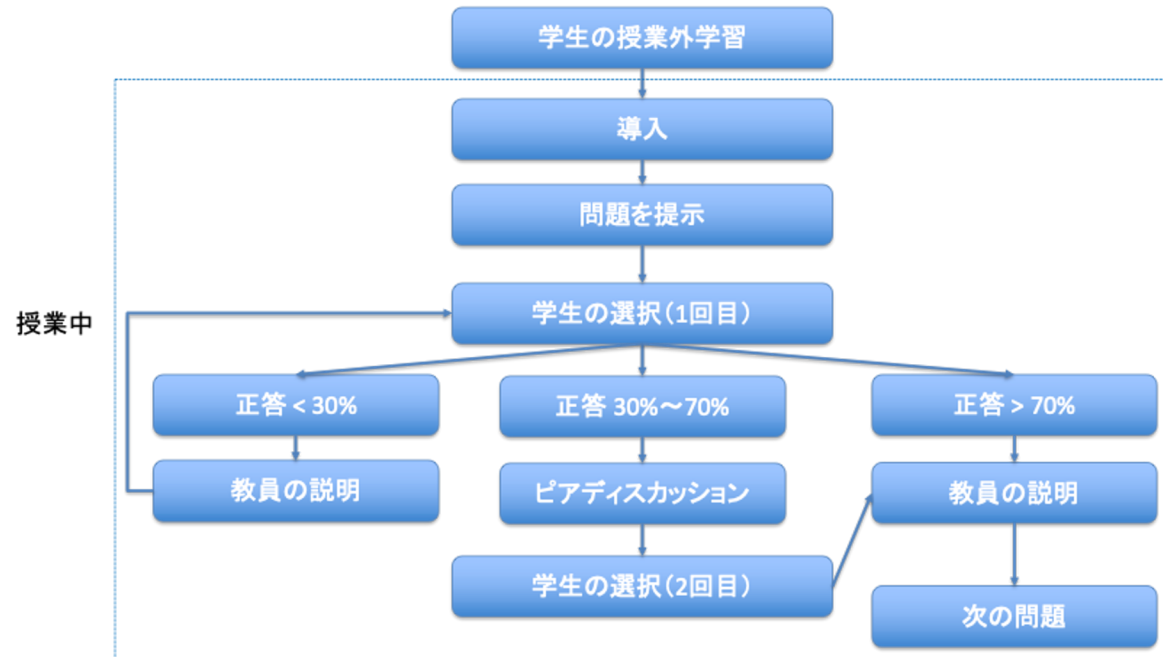 学生の授業外学習
導入
問題を提示
学生の選択（1回目）
授業中
正答 < 30%
正答 30%〜70%
正答 > 70%
教員の説明
ピアディスカッション
教員の説明
学生の選択（2回目）
次の問題